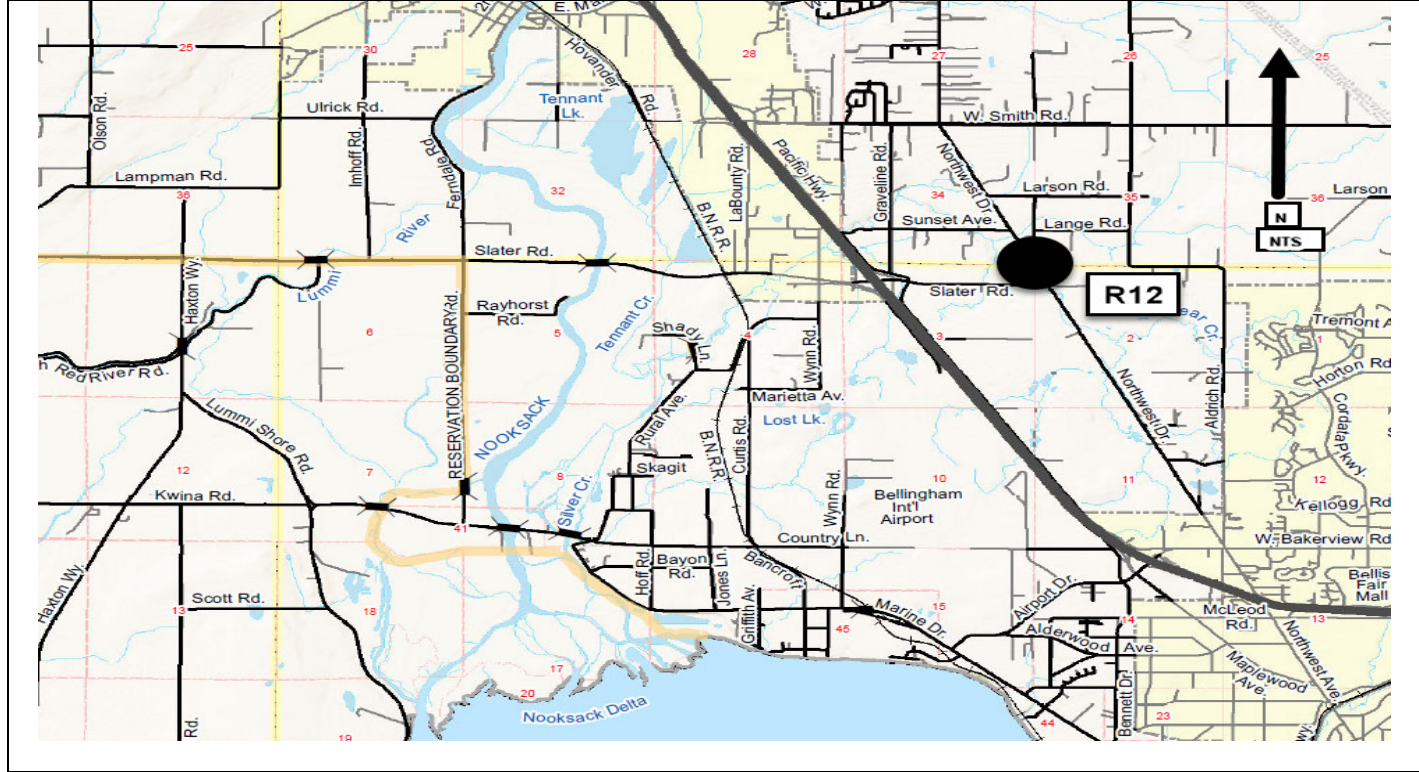 E. Ma
W.
25
30
28
27
26
25
Olson Rd.
Hovander
Rd.
Ulrick Rd.
Tennant
Lk.
W. Smith Rd.
Imhoff Rd.
Ferndale Rd.
LaBounty Rd.
Pacific Hwy.
Graveline Rd.
Northwest Dr.
Lampman Rd.
36
32
34
Larson Rd.
35
36
Larson
B.N.R.R.
Sunset Ave.
Lange Rd.
N
NTS
River
Slater Rd.
Lummi
Slater Rd.
R12
Haxton Wy.
RESERVATION BOUNDARY Rd.
Rayhorst
Rd.
Tennant Cr.
6
5
Shady Ln.
4
Wynn Rd.
3
2
ear Cr.
Tremont A
1
Horton Rd
h Red River Rd.
Marietta Av.
Lost Lk.
Northwest Dr.
Aldrich Rd.
Cordata Pkwy.
Lummi Shore Rd.
NOOKSACK
Rural Ave.
B.N.R.R.
Curtis Rd.
12
7
8
Skagit
10
11
12
Kwina Rd.
Silver Cr.
Wynn Rd.
Bellingham
Int'l
Airport
Kellogg Rd
41
Country Ln.
W. Bakerview Rd
Haxton Wy.
Hoff Rd.
Bayon
Rd.
Jones Ln.
Bancroft
Airport Dr.
Bellis
Fair
Mall
Scott Rd.
13
18
Griffith Av.
Marine Dr.
15
14
McLeod
Rd.
13
45
Alderwood Ave.
Northwest Ave.
17
Maplewood
Ave.
20
Nooksack Delta
Bennett Dr.
Rd.
19
44
23
wy.